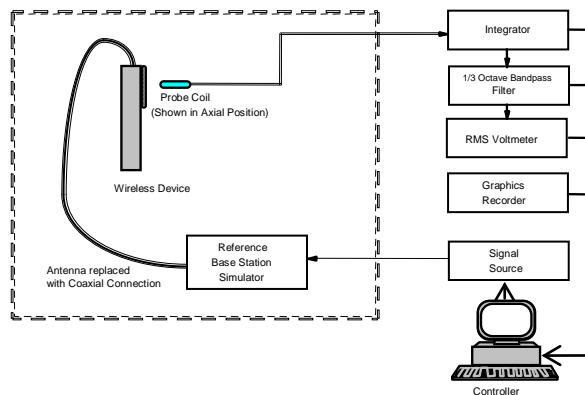 Integrator
1/3 Octave Bandpass
Filter
RMS Voltmeter
Graphics
Recorder
Probe Coil
(Shown in Axial Position)
Wireless Device
Antenna replaced
with Coaxial Connection
Reference
Base Station
Simulator
Signal
Source
Controller